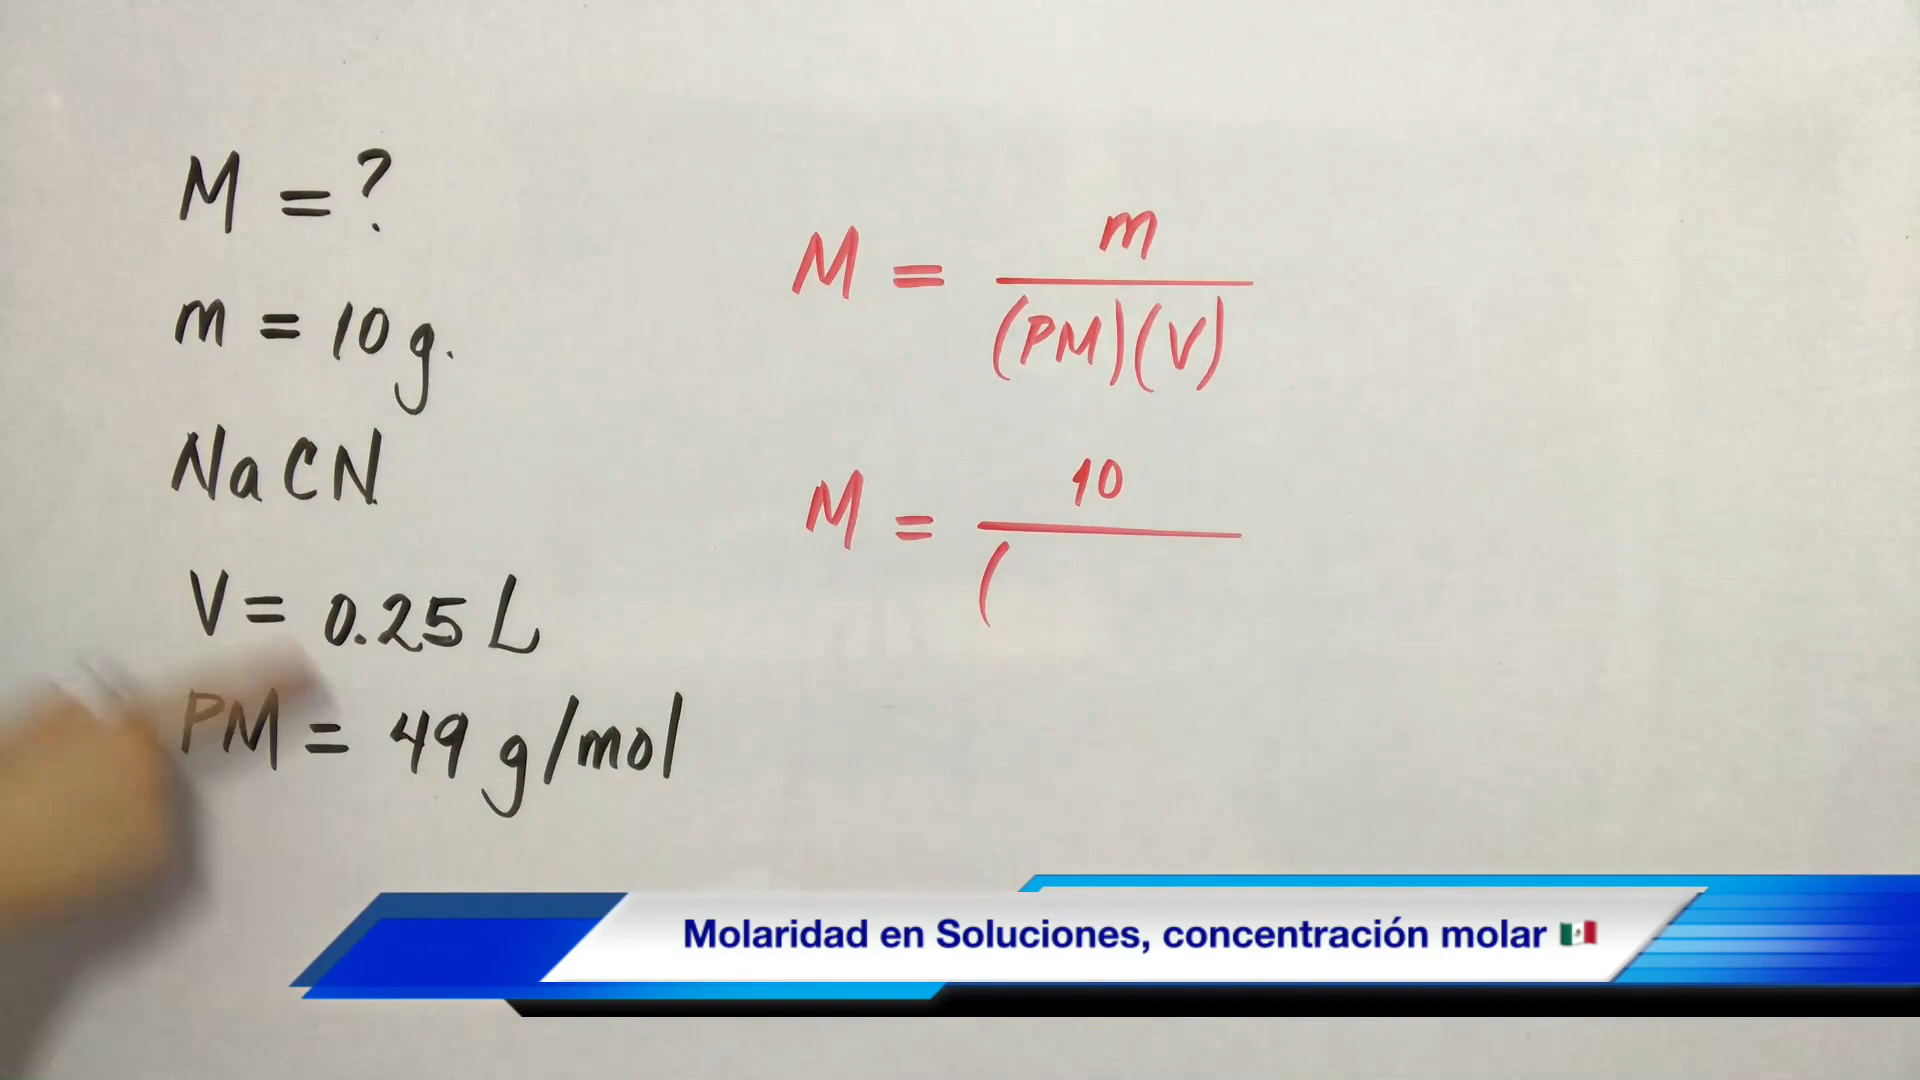 M = ?
m = 10 g.
NaCN
V = 0.25 L
PM = 49 g/mol
M = m
(PM)(V)
M = 10
(
Molaridad en Soluciones, concentración molar 🇲🇽